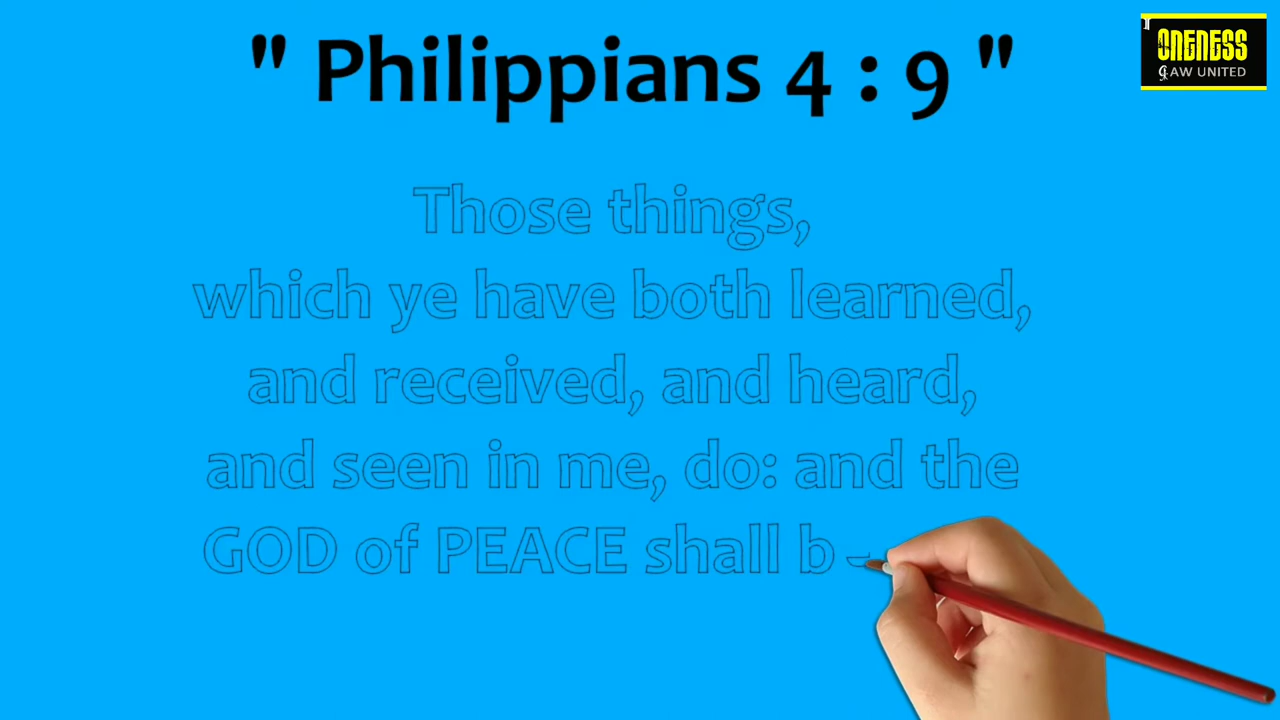 " Philippians 4 : 9 "
ONENESS
GAW UNITED
Those things,
which ye have both learned,
and received, and heard,
and seen in me, do: and the
GOD of PEACE shall b